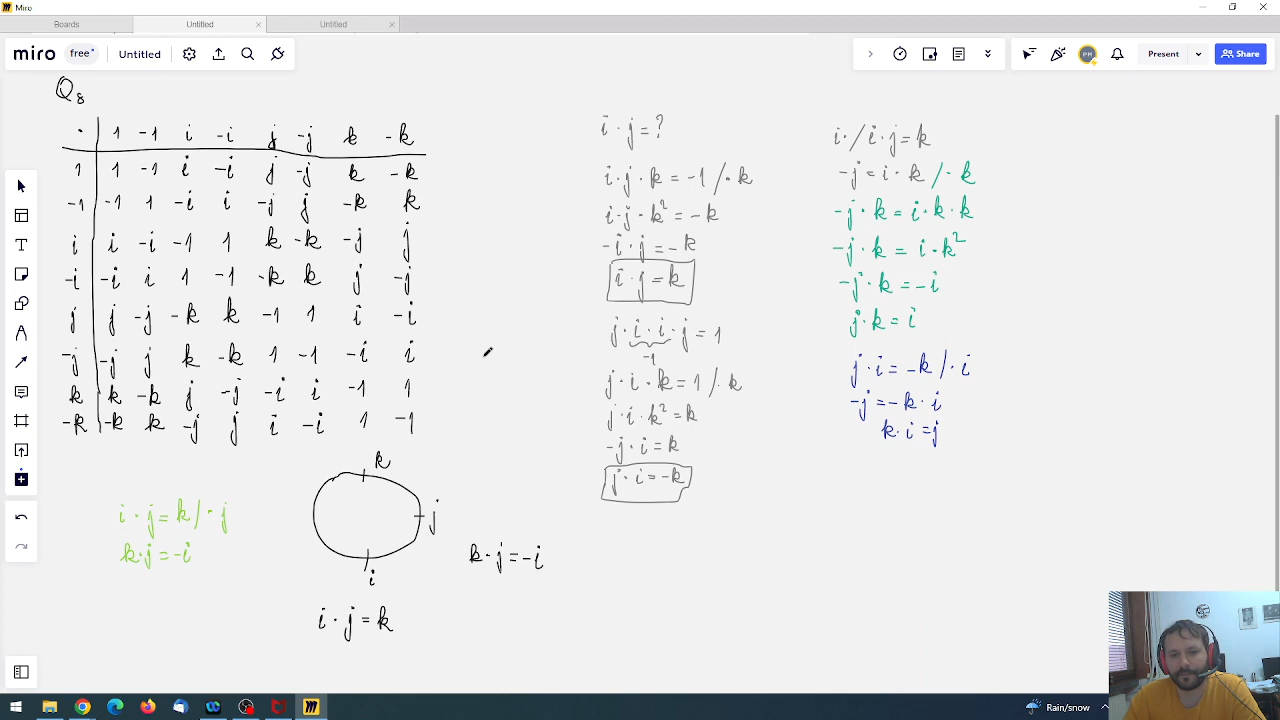 Miro
Boards
Untitled
Untitled
miro free Untitled
Present
Share
PM
Q₈
· | 1 -1 i -i j -j k -k
1 | 1 -1 i -i j -j k -k
-1 | -1 1 -i i -j j -k k
i | i -i -1 1 k -k -j j
-i | -i i 1 -1 -k k j -j
j | j -j -k k -1 1 i -i
-j | -j j k -k 1 -1 -i i
k | k -k j -j -i i -1 1
-k | -k k -j j i -i 1 -1
i · j = k / · j
k · j = -i
k
j
i
i · j = k
k · j = -i
i · j = ?
i · j · k = -1 / · k
i · j · k² = -k
-i · j = -k
i · j = k
j · i · i · j = 1
-1
j · i · k = 1 / · k
j · i · k² = k
-j · i = k
j · i = -k
i · / i · j = k
-j = i · k / · k
-j · k = i · k · k
-j · k = i · k²
-j · k = -i
j · k = i
j · i = -k / · i
-j = -k · i
k · i = j
Rain/snow